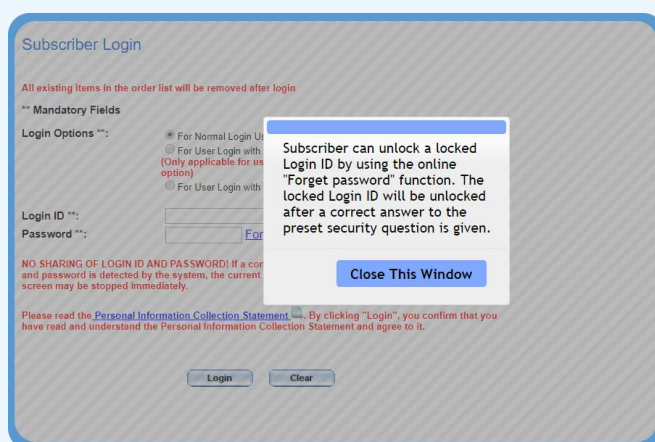 Subscriber Login
All existing items in the order list will be removed after login
** Mandatory Fields
Login Options **:
For Normal Login
For User Login with
(Only applicable for
option)
For User Login with
Login ID **:
Password **:
NO SHARING OF LOGIN ID AND PASSWORD! If a
and password is detected by the system, the current
screen may be stopped immediately.
Please read the Personal Information Collection Statement . By clicking "Login", you confirm that you
have read and understand the Personal Information Collection Statement and agree to it.
Login Clear
Subscriber can unlock a locked
Login ID by using the online
"Forget password" function. The
locked Login ID will be unlocked
after a correct answer to the
preset security question is given.
Close This Window